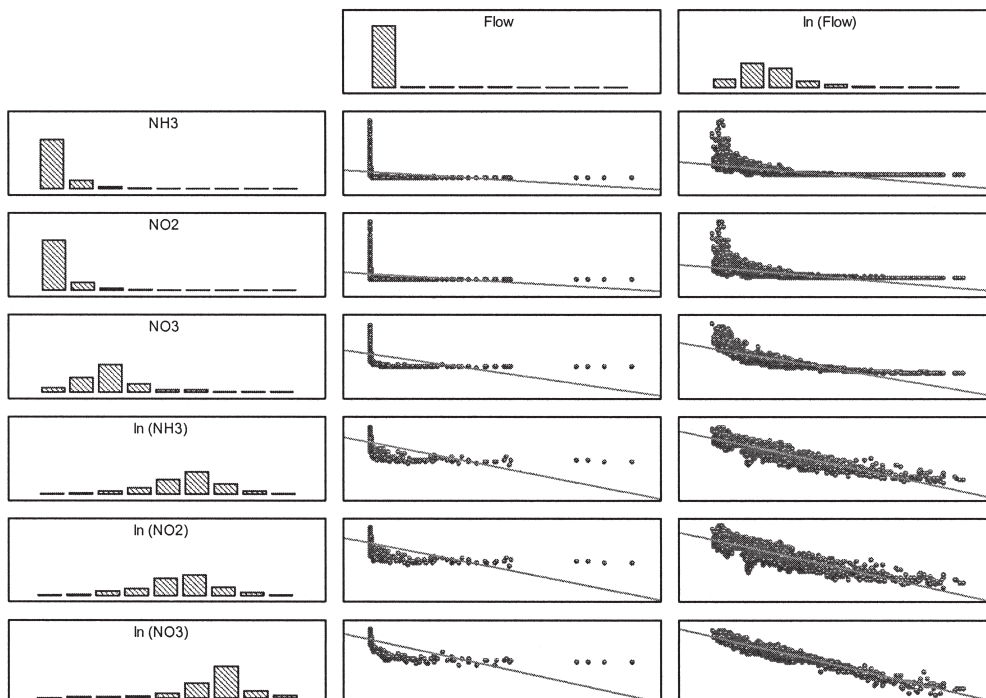 Flow
ln (Flow)
NH3
NO2
NO3
ln (NH3)
ln (NO2)
ln (NO3)